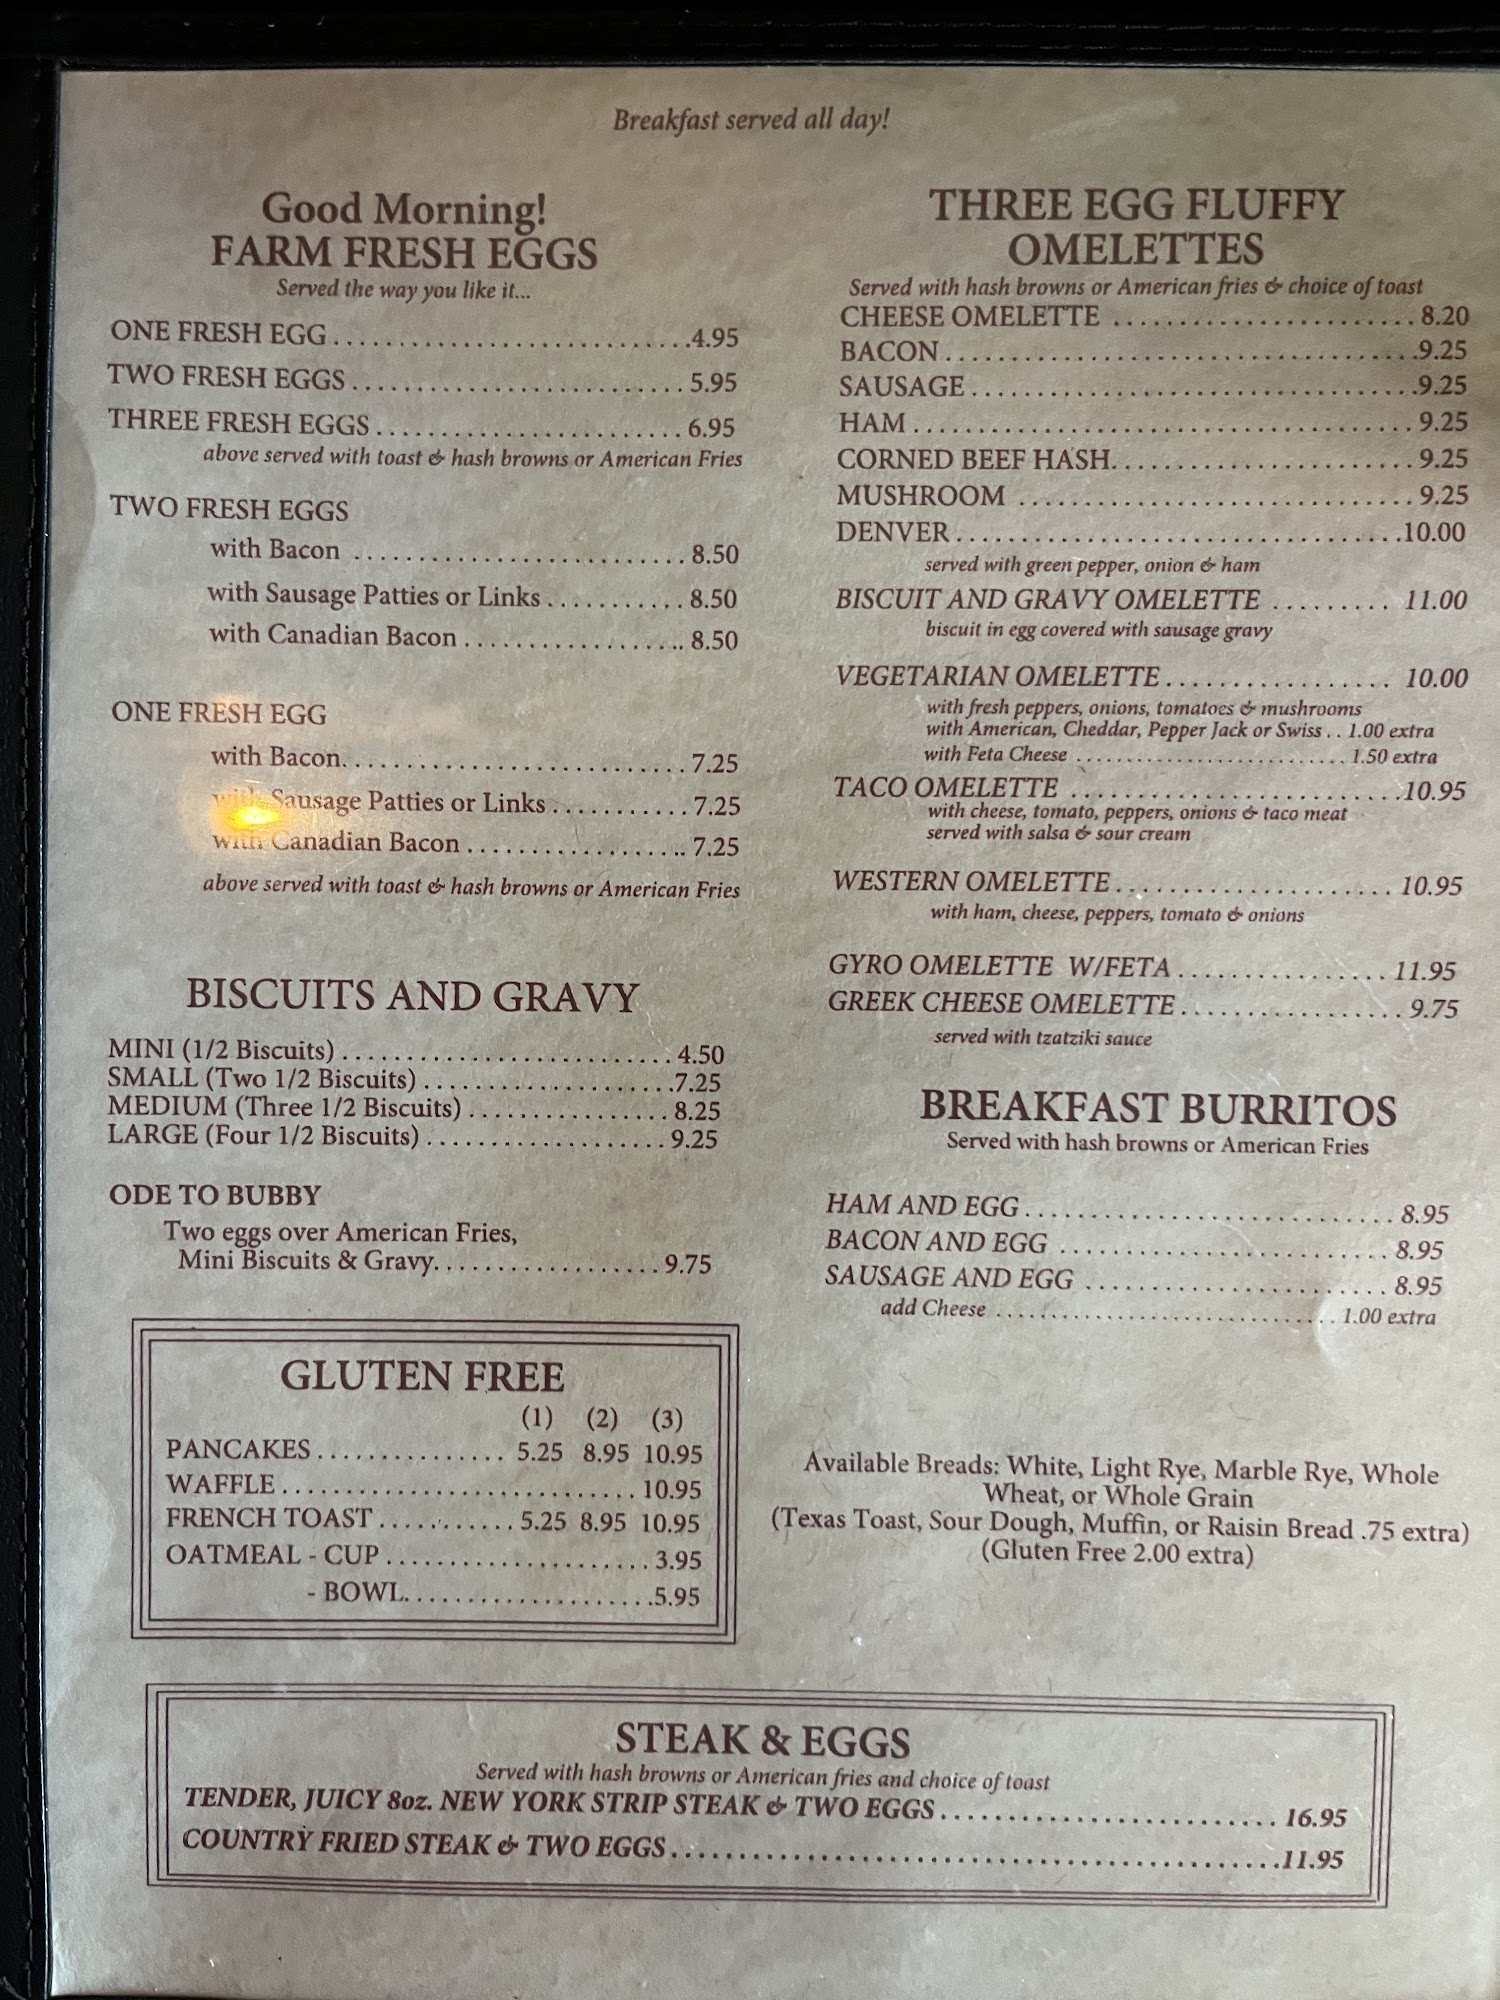 Breakfast served all day!
Good Morning!
FARM FRESH EGGS
Served the way you like it...
ONE FRESH EGG.............................4.95
TWO FRESH EGGS.......................... 5.95
THREE FRESH EGGS........................ 6.95
above served with toast & hash browns or American Fries
TWO FRESH EGGS
with Bacon .......................... 8.50
with Sausage Patties or Links ........... 8.50
with Canadian Bacon .................. 8.50
ONE FRESH EGG
with Bacon........................... 7.25
with Sausage Patties or Links ........... 7.25
with Canadian Bacon .................. 7.25
above served with toast & hash browns or American Fries
BISCUITS AND GRAVY
MINI (1/2 Biscuits) .......................... 4.50
SMALL (Two 1/2 Biscuits) .....................7.25
MEDIUM (Three 1/2 Biscuits) ................ 8.25
LARGE (Four 1/2 Biscuits) ................... 9.25
ODE TO BUBBY
Two eggs over American Fries,
Mini Biscuits & Gravy.................. 9.75
GLUTEN FREE
(1) (2) (3)
PANCAKES............... 5.25 8.95 10.95
WAFFLE............................ 10.95
FRENCH TOAST ...........5.25 8.95 10.95
OATMEAL - CUP..................... 3.95
- BOWL....................5.95
THREE EGG FLUFFY
OMELETTES
Served with hash browns or American fries & choice of toast
CHEESE OMELETTE ........................ 8.20
BACON.....................................9.25
SAUSAGE...................................9.25
HAM....................................... 9.25
CORNED BEEF HASH........................ 9.25
MUSHROOM ............................... 9.25
DENVER...................................10.00
served with green pepper, onion & ham
BISCUIT AND GRAVY OMELETTE ......... 11.00
biscuit in egg covered with sausage gravy
VEGETARIAN OMELETTE................. 10.00
with fresh peppers, onions, tomatoes & mushrooms
with American, Cheddar, Pepper Jack or Swiss .. 1.00 extra
with Feta Cheese ........................... 1.50 extra
TACO OMELETTE ..........................10.95
with cheese, tomato, peppers, onions & taco meat
served with salsa & sour cream
WESTERN OMELETTE..................... 10.95
with ham, cheese, peppers, tomato & onions
GYRO OMELETTE W/FETA................ 11.95
GREEK CHEESE OMELETTE................. 9.75
served with tzatziki sauce
BREAKFAST BURRITOS
Served with hash browns or American Fries
HAM AND EGG............................. 8.95
BACON AND EGG .......................... 8.95
SAUSAGE AND EGG ........................ 8.95
add Cheese ................................ 1.00 extra
Available Breads: White, Light Rye, Marble Rye, Whole
Wheat, or Whole Grain
(Texas Toast, Sour Dough, Muffin, or Raisin Bread .75 extra)
(Gluten Free 2.00 extra)
STEAK & EGGS
Served with hash browns or American fries and choice of toast
TENDER, JUICY 8oz. NEW YORK STRIP STEAK & TWO EGGS.......................... 16.95
COUNTRY FRIED STEAK & TWO EGGS..............................................11.95